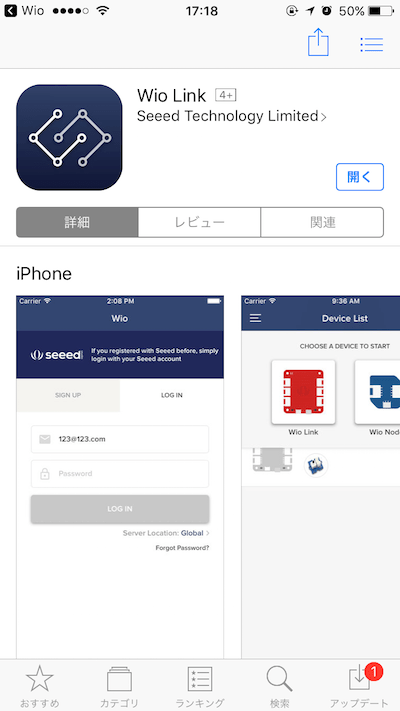 Wio 17:18 50%
Wio Link 4+
Seeed Technology Limited
開く
詳細 レビュー 関連
iPhone
Carrier 2:08 PM
Wio
seeed
If you registered with Seeed before, simply
login with your Seeed account
SIGN UP LOG IN
123@123.com
Password
LOG IN
Server Location: Global
Forgot Password?
Carrier 9:36 AM
Device List
CHOOSE A DEVICE TO START
Wio Link Wio Node
おすすめ カテゴリ ランキング 検索 アップデート
1